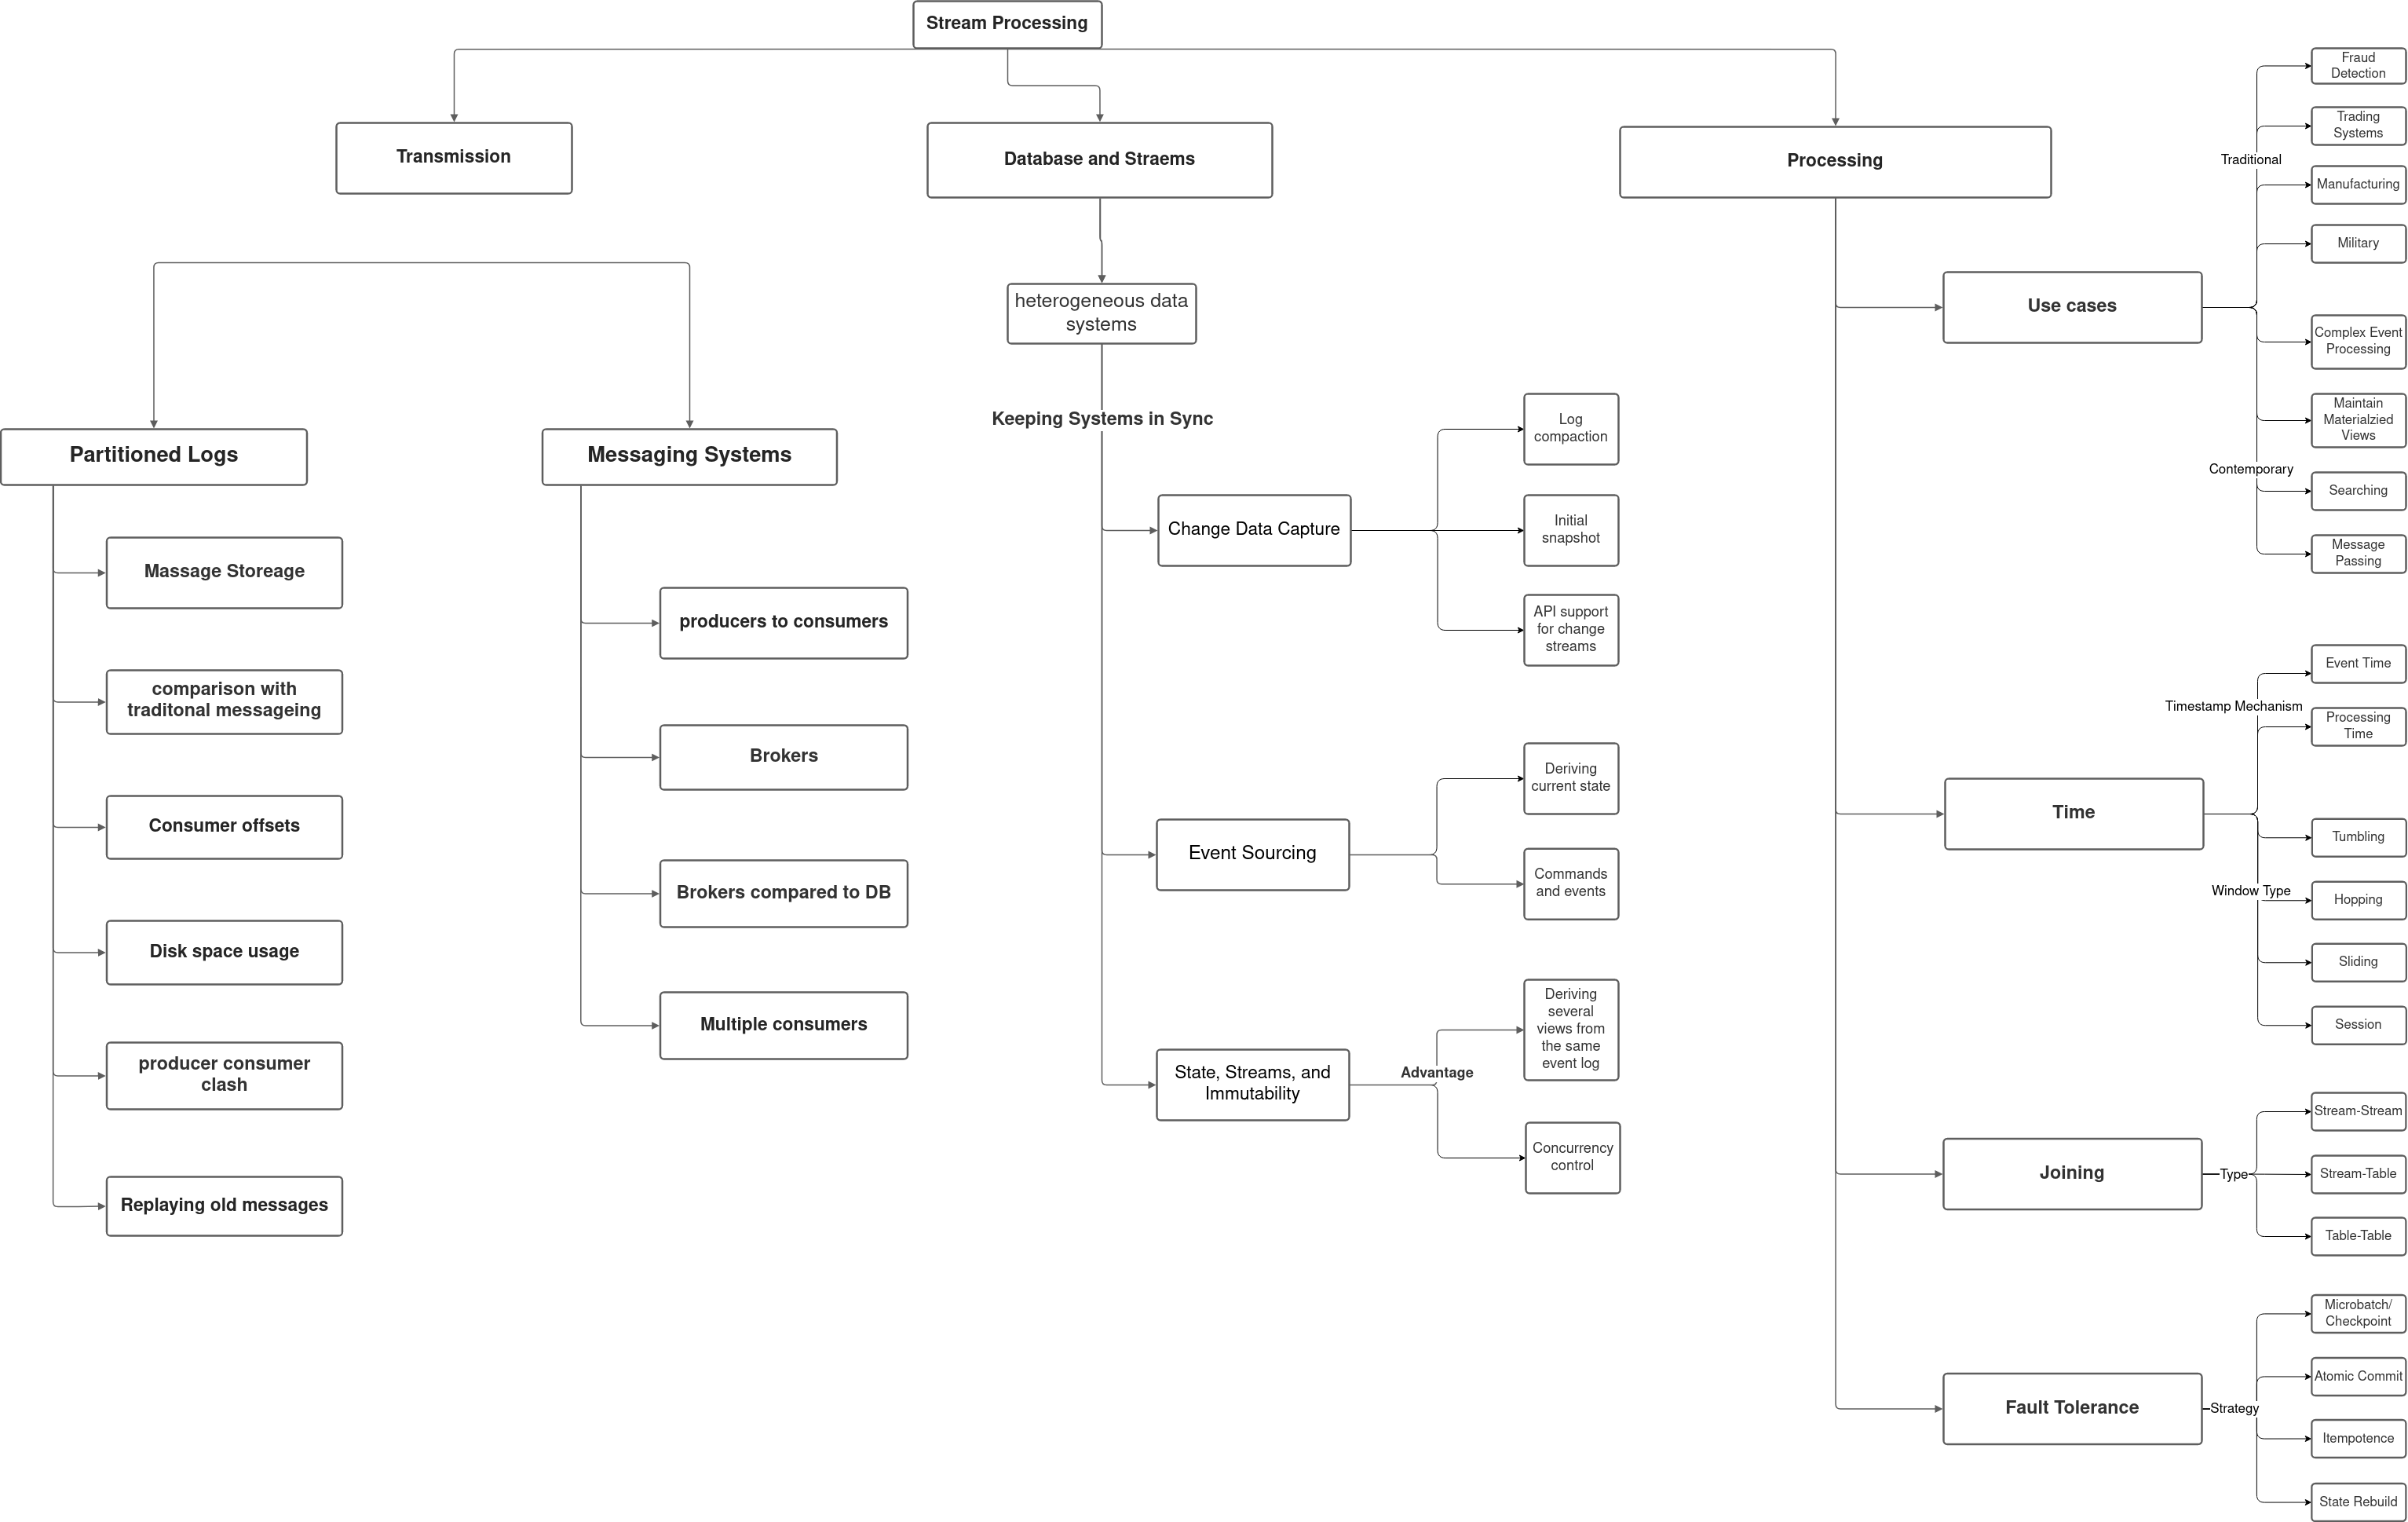 Stream Processing
Transmission
Database and Straems
Processing
Partitioned Logs
Massage Storeage
comparison with
traditonal messageing
Consumer offsets
Disk space usage
producer consumer
clash
Replaying old messages
Messaging Systems
producers to consumers
Brokers
Brokers compared to DB
Multiple consumers
heterogeneous data
systems
Keeping Systems in Sync
Change Data Capture
Log
compaction
Initial
snapshot
API support
for change
streams
Event Sourcing
Deriving
current state
Commands
and events
State, Streams, and
Immutability
Advantage
Deriving
several
views from
the same
event log
Concurrency
control
Use cases
Traditional
Fraud
Detection
Trading
Systems
Manufacturing
Military
Contemporary
Complex Event
Processing
Maintain
Materialzied
Views
Searching
Message
Passing
Time
Timestamp Mechanism
Event Time
Processing
Time
Window Type
Tumbling
Hopping
Sliding
Session
Joining
Type
Stream-Stream
Stream-Table
Table-Table
Fault Tolerance
Strategy
Microbatch/
Checkpoint
Atomic Commit
Itempotence
State Rebuild